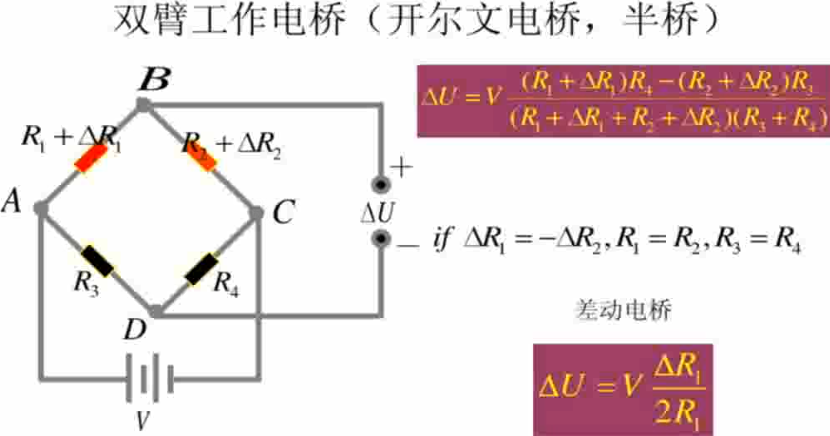 双臂工作电桥（开尔文电桥，半桥）
B
ΔU = V (R₁ + ΔR₁)R₄ − (R₂ + ΔR₂)R₃ / (R₁ + ΔR₁ + R₂ + ΔR₂)(R₃ + R₄)
R₁ + ΔR₁
R₂ + ΔR₂
+
A
C
ΔU
−
if ΔR₁ = −ΔR₂, R₁ = R₂, R₃ = R₄
R₃
R₄
差动电桥
D
ΔU = V ΔR₁ / 2R₁
V